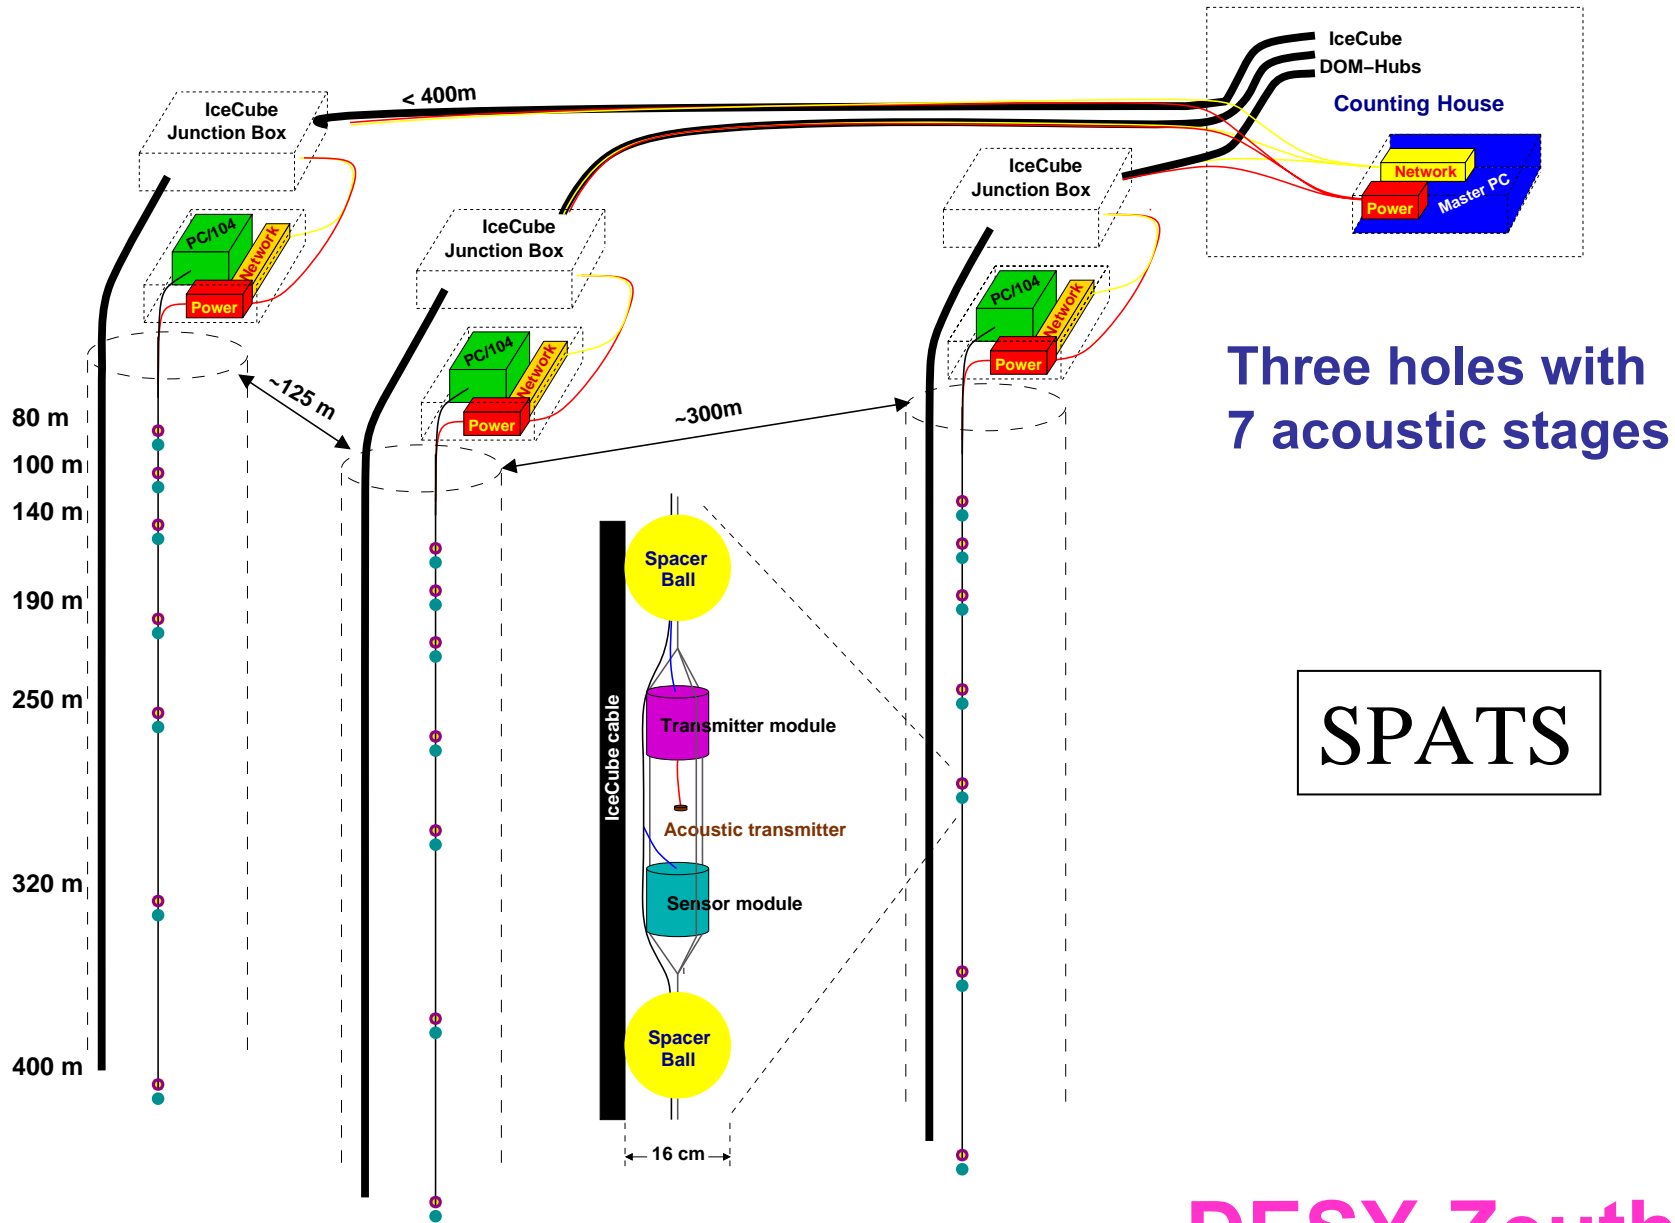 IceCube
DOM–Hubs
Counting House
Network
Power
Master PC
< 400m
IceCube
Junction Box
PC/104
Network
Power
IceCube
Junction Box
PC/104
Network
Power
IceCube
Junction Box
PC/104
Network
Power
~125 m
~300m
Three holes with
7 acoustic stages
80 m
100 m
140 m
190 m
250 m
320 m
400 m
Spacer
Ball
IceCube cable
Transmitter module
Acoustic transmitter
Sensor module
Spacer
Ball
16 cm
SPATS